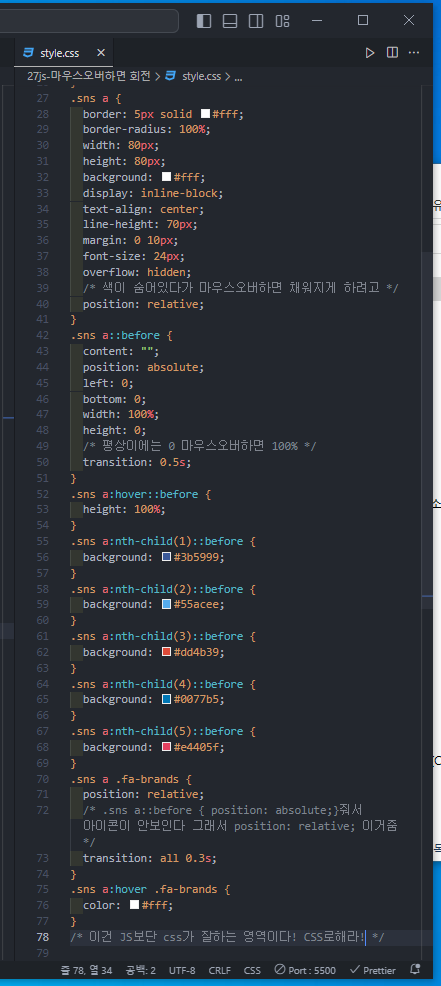 style.css
27js-마우스오버하면 회전 > style.css > ...
27 .sns a {
28 border: 5px solid #fff;
29 border-radius: 100%;
30 width: 80px;
31 height: 80px;
32 background: #fff;
33 display: inline-block;
34 text-align: center;
35 line-height: 70px;
36 margin: 0 10px;
37 font-size: 24px;
38 overflow: hidden;
39 /* 색이 숨어있다가 마우스오버하면 채워지게 하려고 */
40 position: relative;
41 }
42 .sns a::before {
43 content: "";
44 position: absolute;
45 left: 0;
46 bottom: 0;
47 width: 100%;
48 height: 0;
49 /* 평상이에는 0 마우스오버하면 100% */
50 transition: 0.5s;
51 }
52 .sns a:hover::before {
53 height: 100%;
54 }
55 .sns a:nth-child(1)::before {
56 background: #3b5999;
57 }
58 .sns a:nth-child(2)::before {
59 background: #55acee;
60 }
61 .sns a:nth-child(3)::before {
62 background: #dd4b39;
63 }
64 .sns a:nth-child(4)::before {
65 background: #0077b5;
66 }
67 .sns a:nth-child(5)::before {
68 background: #e4405f;
69 }
70 .sns a .fa-brands {
71 position: relative;
72 /* .sns a::before { position: absolute;}줘서
아이콘이 안보인다 그래서 position: relative; 이거줌
*/
73 transition: all 0.3s;
74 }
75 .sns a:hover .fa-brands {
76 color: #fff;
77 }
78 /* 이건 JS보단 css가 잘하는 영역이다! CSS로해라! */
79
줄 78, 열 34 공백: 2 UTF-8 CRLF CSS Port : 5500 Prettier